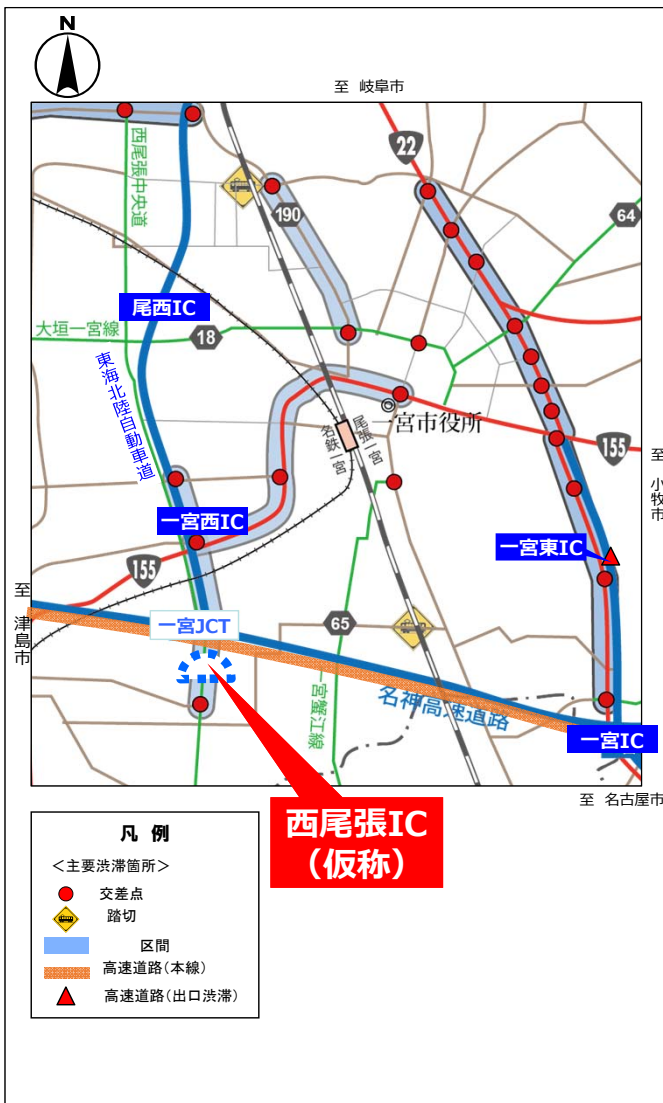 N
至 岐阜市
22
西尾張中央道
190
64
尾西IC
大垣一宮線
18
東海北陸自動車道
一宮市役所
名鉄一宮
尾張一宮
155
至 小牧市
一宮西IC
一宮東IC
155
至 津島市
一宮JCT
65
一宮蟹江線
名神高速道路
一宮IC
至 名古屋市
西尾張IC
（仮称）
凡 例
＜主要渋滞箇所＞
交差点
踏切
区間
高速道路（本線）
高速道路（出口渋滞）